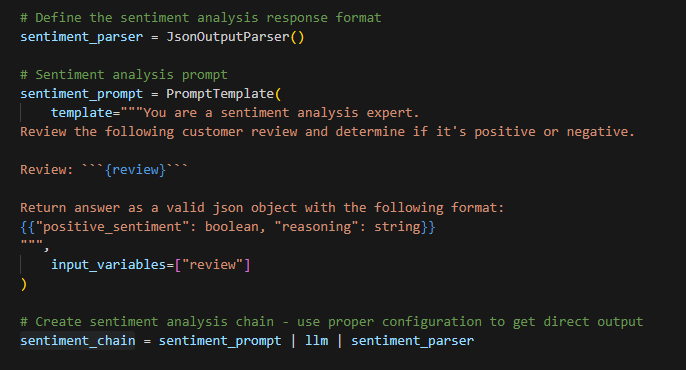 # Define the sentiment analysis response format
sentiment_parser = JsonOutputParser()
# Sentiment analysis prompt
sentiment_prompt = PromptTemplate(
    template="""You are a sentiment analysis expert.
Review the following customer review and determine if it's positive or negative.
Review: ```{review}```
Return answer as a valid json object with the following format:
{{"positive_sentiment": boolean, "reasoning": string}}
""",
    input_variables=["review"]
)
# Create sentiment analysis chain - use proper configuration to get direct output
sentiment_chain = sentiment_prompt | llm | sentiment_parser